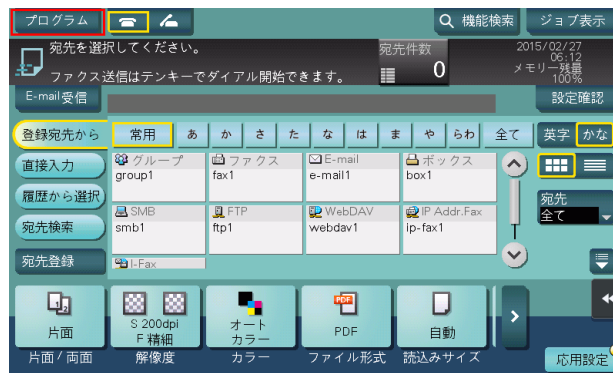 プログラム
機能検索
ジョブ表示
宛先を選択してください。
ファクス送信はテンキーでダイアル開始できます。
宛先件数
0
2015/02/27
06:12
メモリー残量
100%
E-mail受信
設定確認
登録宛先から
常用
あ
か
さ
た
な
は
ま
や
らわ
全て
英字
かな
直接入力
履歴から選択
宛先検索
宛先登録
グループ
group1
ファクス
fax1
E-mail
e-mail1
ボックス
box1
SMB
smb1
FTP
ftp1
WebDAV
webdav1
IP Addr.Fax
ip-fax1
I-Fax
宛先
全て
片面
S 200dpi
F 精細
オート
カラー
PDF
PDF
自動
片面 / 両面
解像度
カラー
ファイル形式
読込みサイズ
応用設定